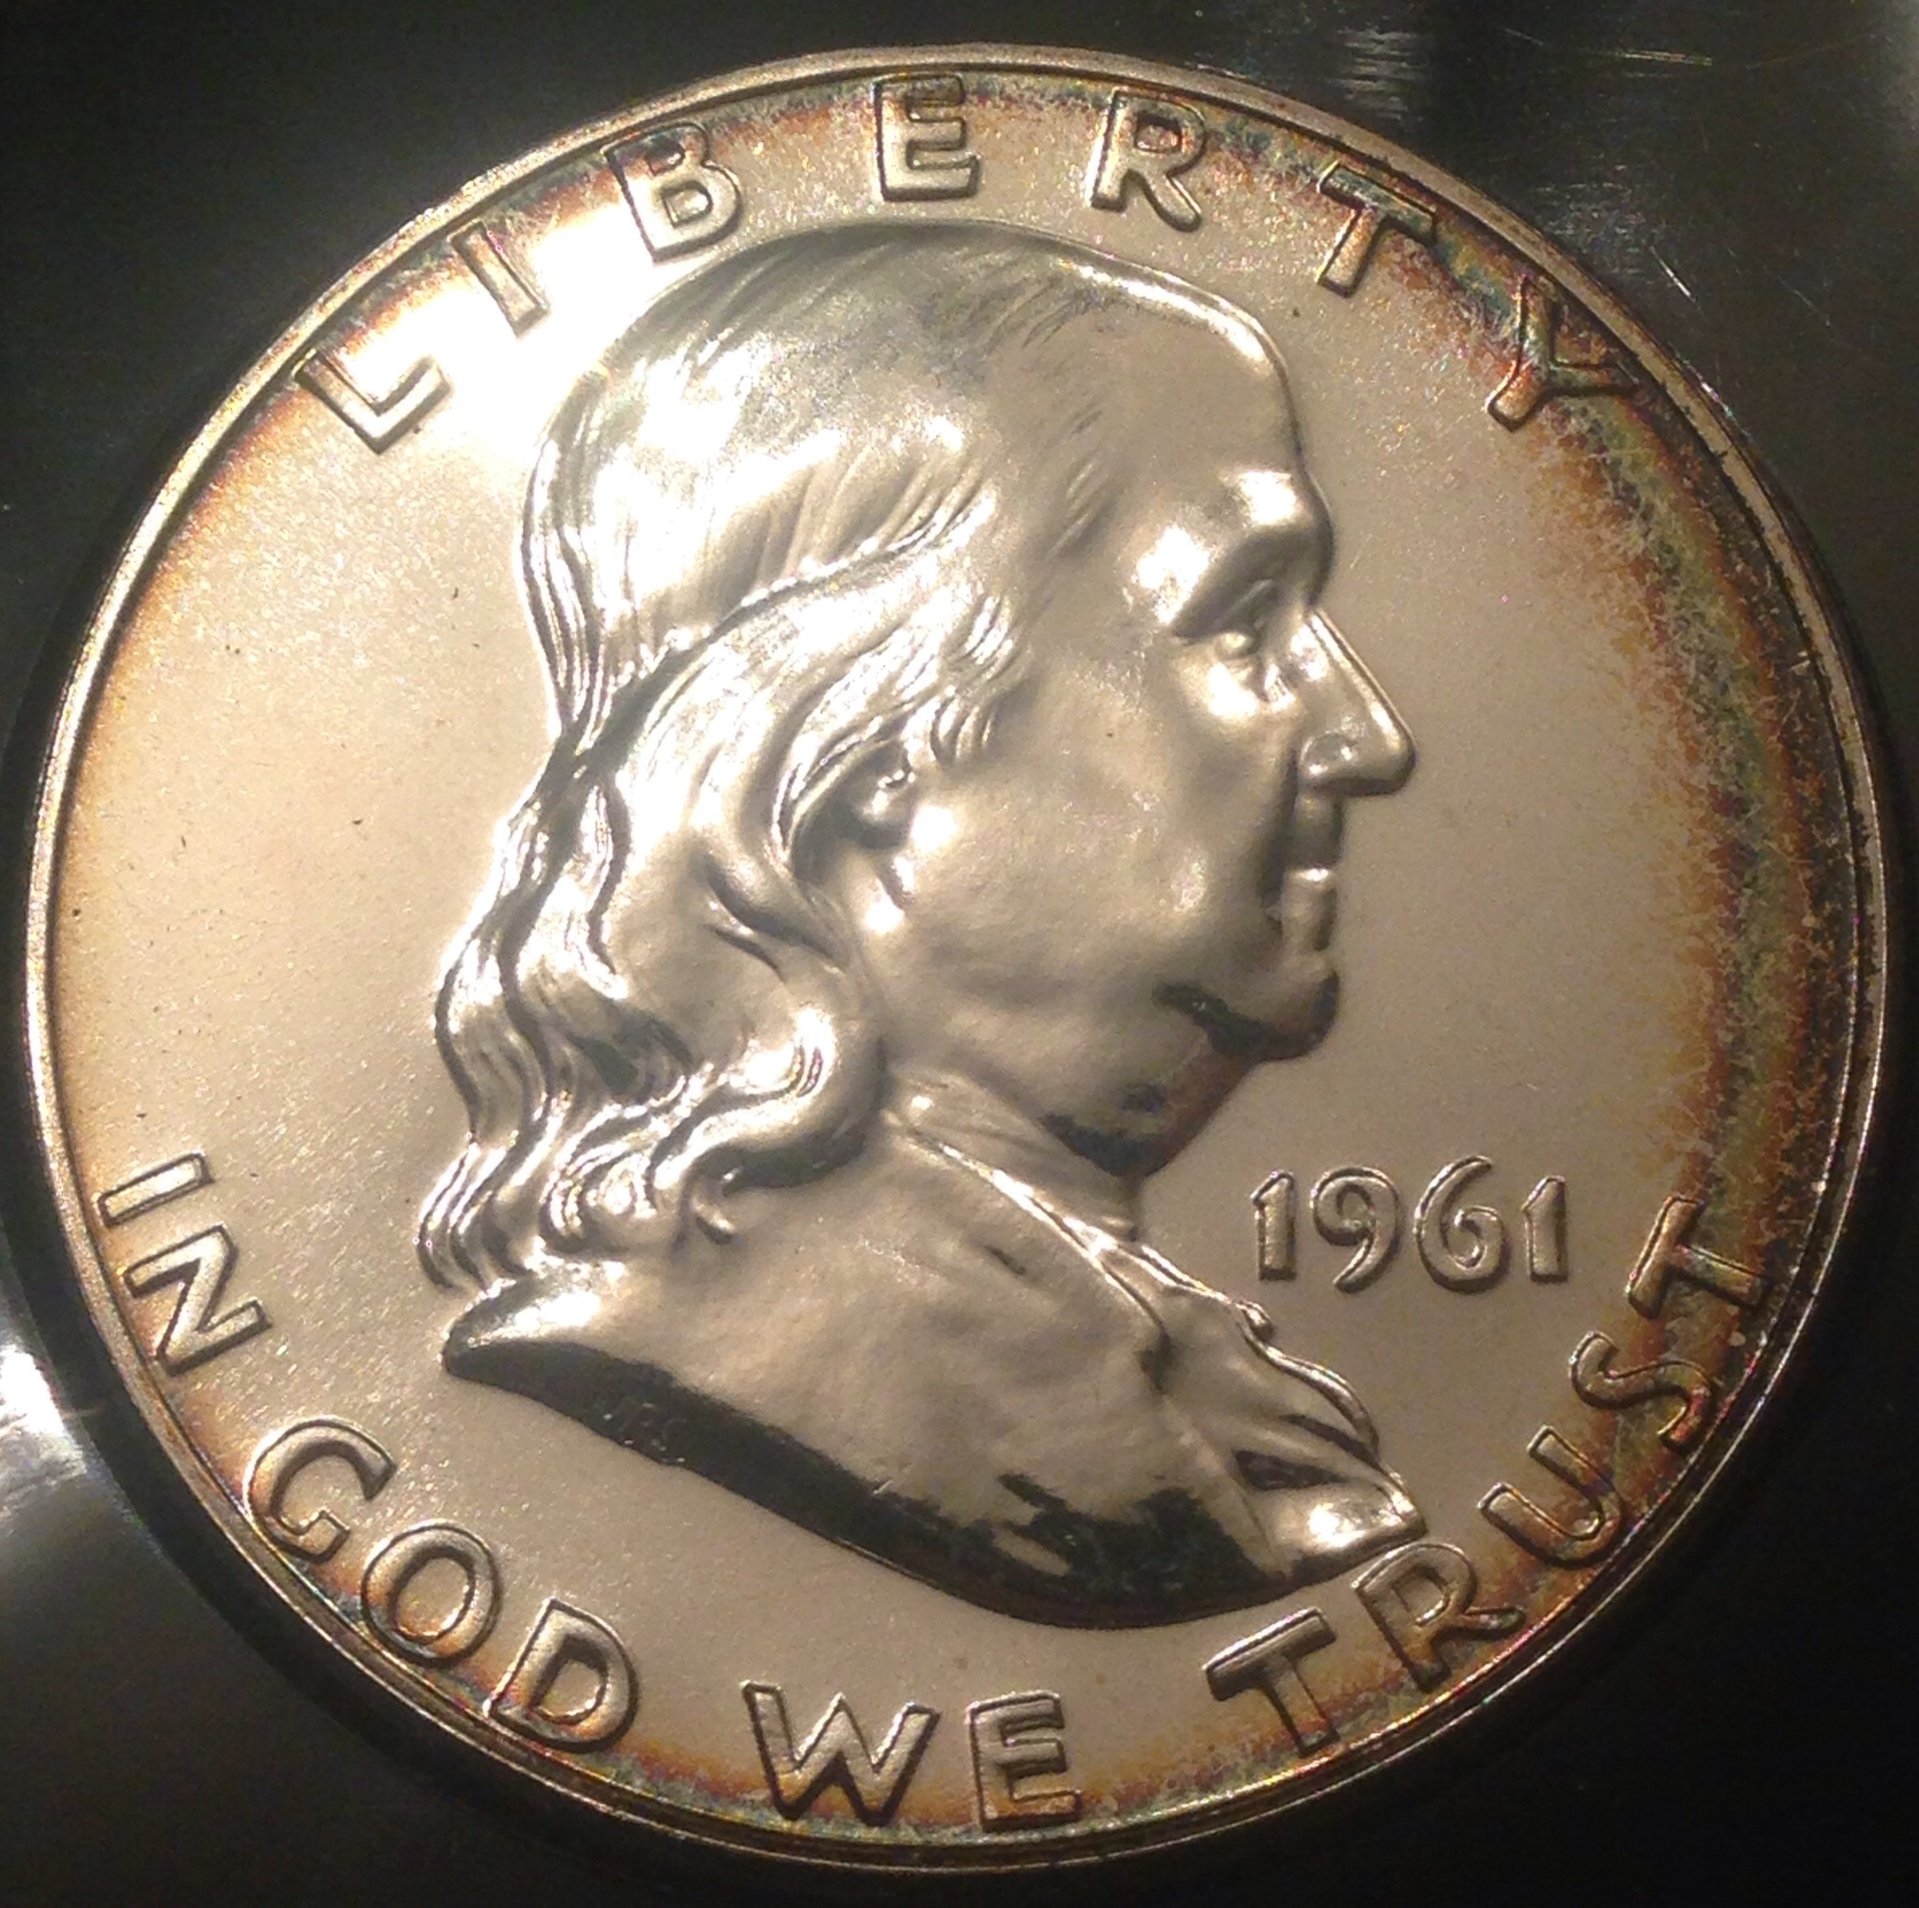 LIBERTY
1961
IN GOD WE TRUST